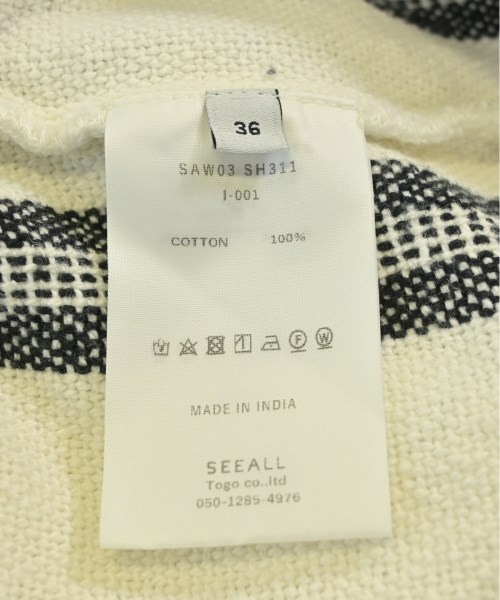 36
SAW03 SH311
I-001
COTTON 100%
F W
MADE IN INDIA
SEEALL
Togo co.,ltd
050-1285-4976